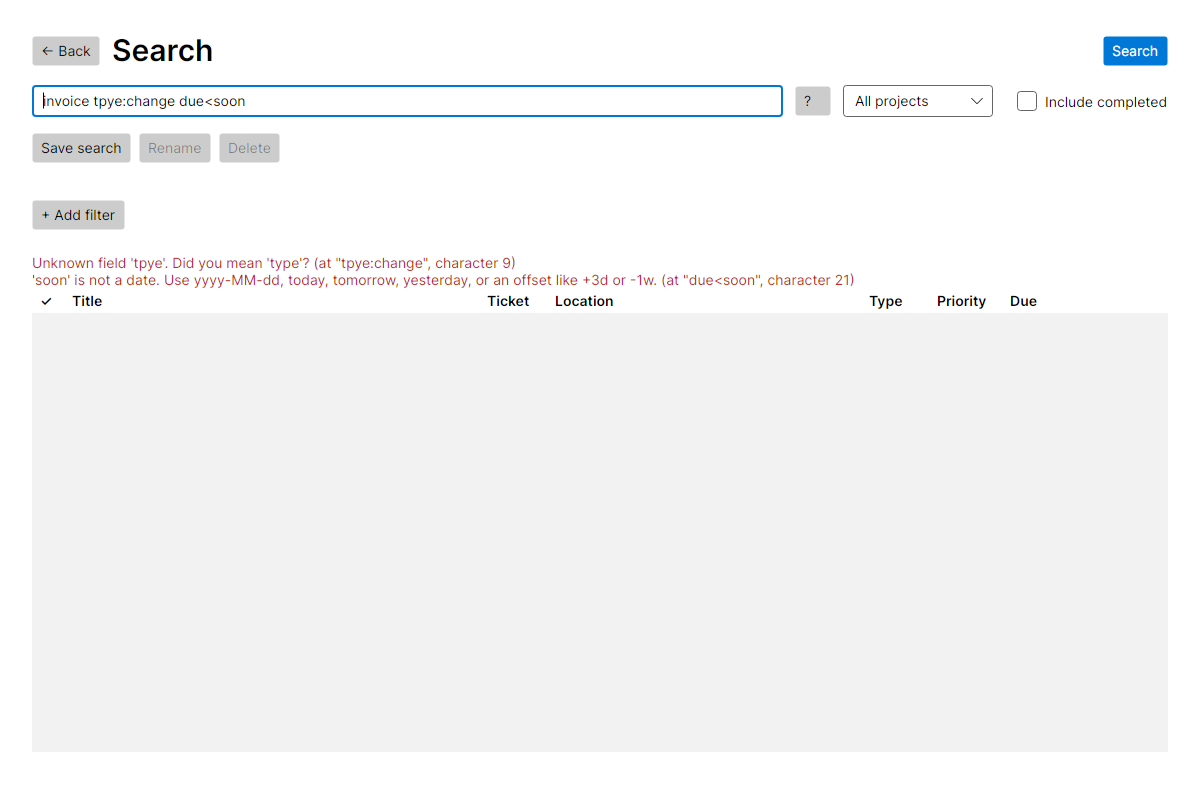 ← Back Search Search
invoice tpye:change due<soon ? All projects Include completed
Save search Rename Delete
+ Add filter
Unknown field 'tpye'. Did you mean 'type'? (at "tpye:change", character 9)
'soon' is not a date. Use yyyy-MM-dd, today, tomorrow, yesterday, or an offset like +3d or -1w. (at "due<soon", character 21)
✓ Title Ticket Location Type Priority Due